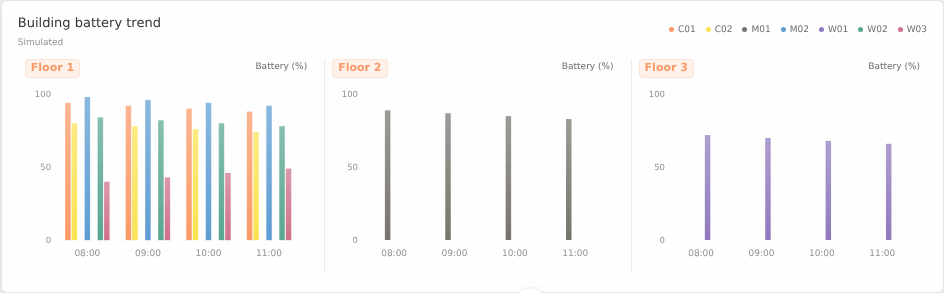 Building battery trend
Simulated
C01 C02 M01 M02 W01 W02 W03
Floor 1
Battery (%)
100
50
0
08:00 09:00 10:00 11:00
Floor 2
Battery (%)
100
50
0
08:00 09:00 10:00 11:00
Floor 3
Battery (%)
100
50
0
08:00 09:00 10:00 11:00